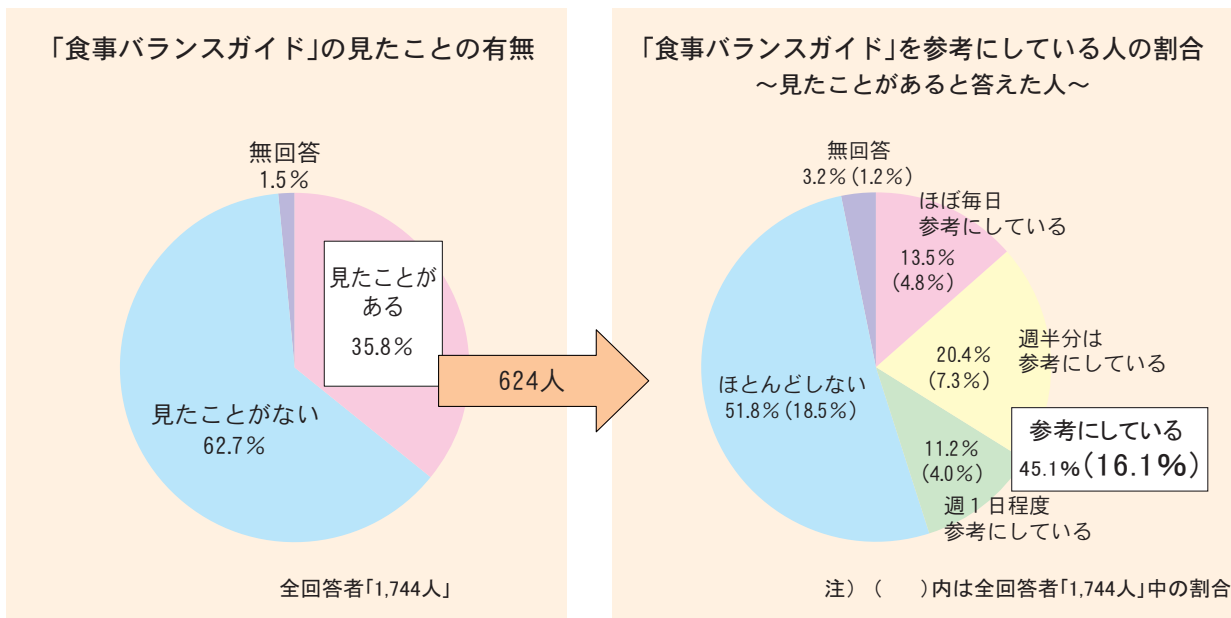 「食事バランスガイド」の見たことの有無
無回答
1.5%
見たことが
ある
35.8%
見たことがない
62.7%
全回答者「1,744人」
624人
「食事バランスガイド」を参考にしている人の割合
〜見たことがあると答えた人〜
無回答
3.2%(1.2%)
ほぼ毎日
参考にしている
13.5%
(4.8%)
週半分は
参考にしている
20.4%
(7.3%)
ほとんどしない
51.8%(18.5%)
参考にしている
45.1%(16.1%)
11.2%
(4.0%)
週1日程度
参考にしている
注) (　　)内は全回答者「1,744人」中の割合